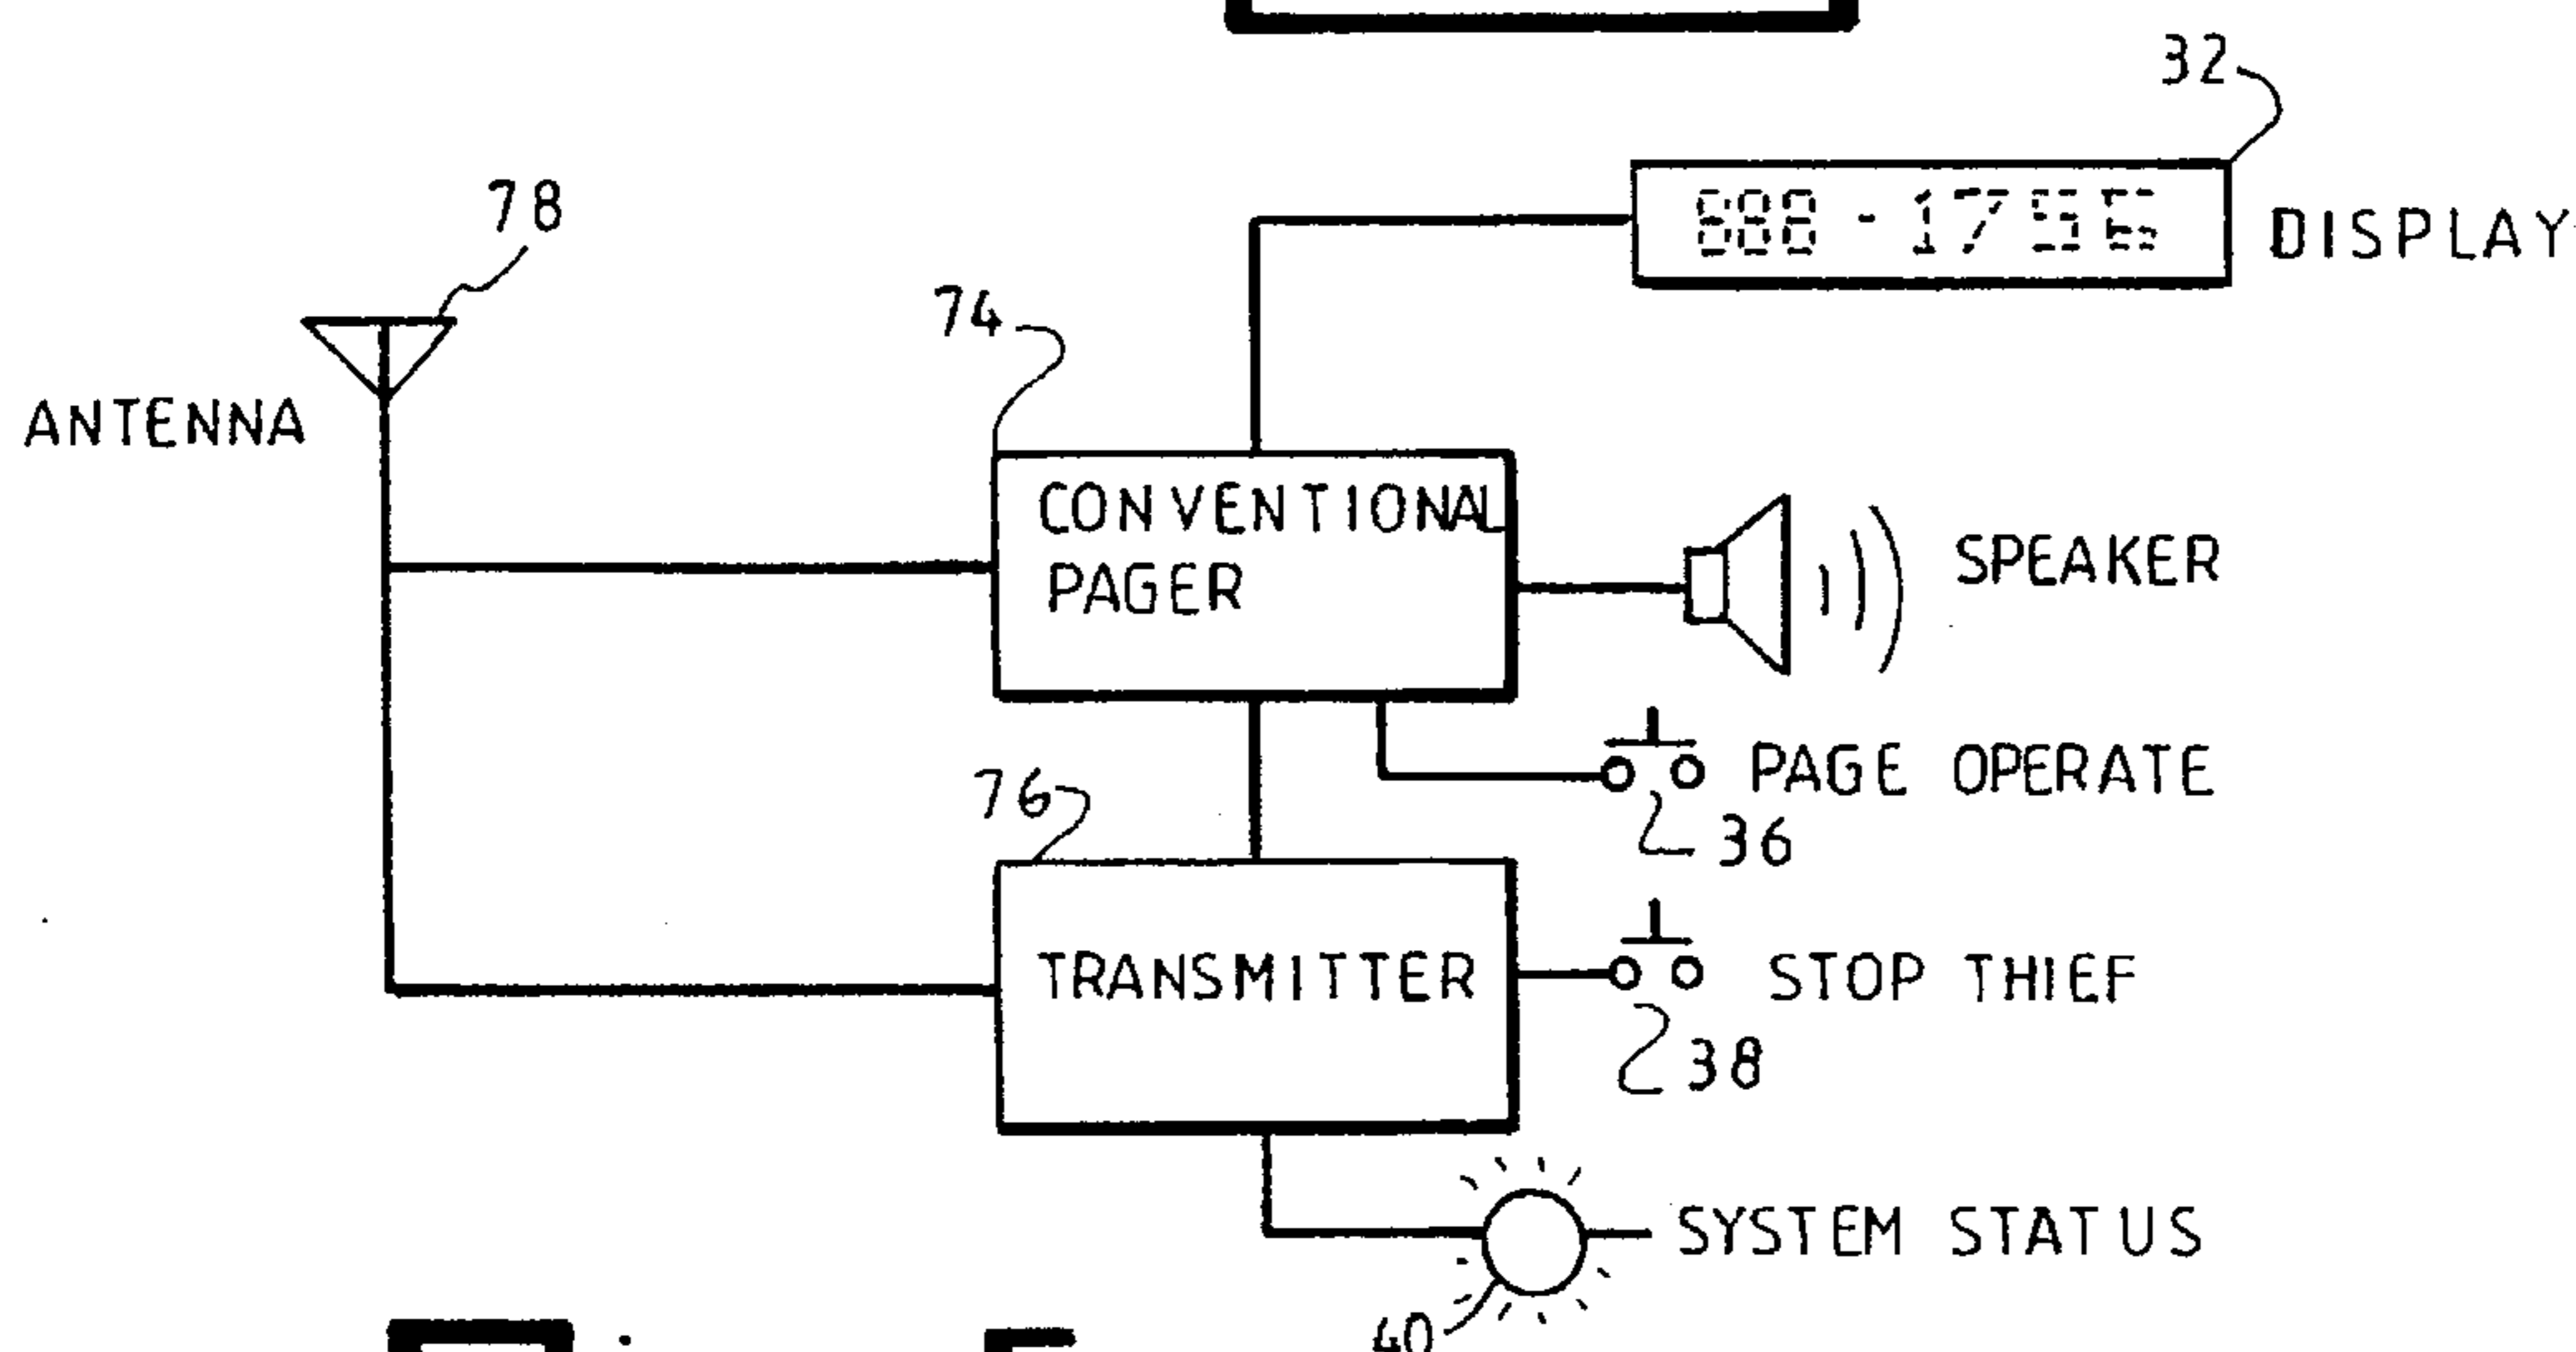 32
DISPLAY
78
74
ANTENNA
CONVENTIONAL
PAGER
SPEAKER
PAGE OPERATE
36
76
TRANSMITTER
STOP THIEF
38
SYSTEM STATUS
40